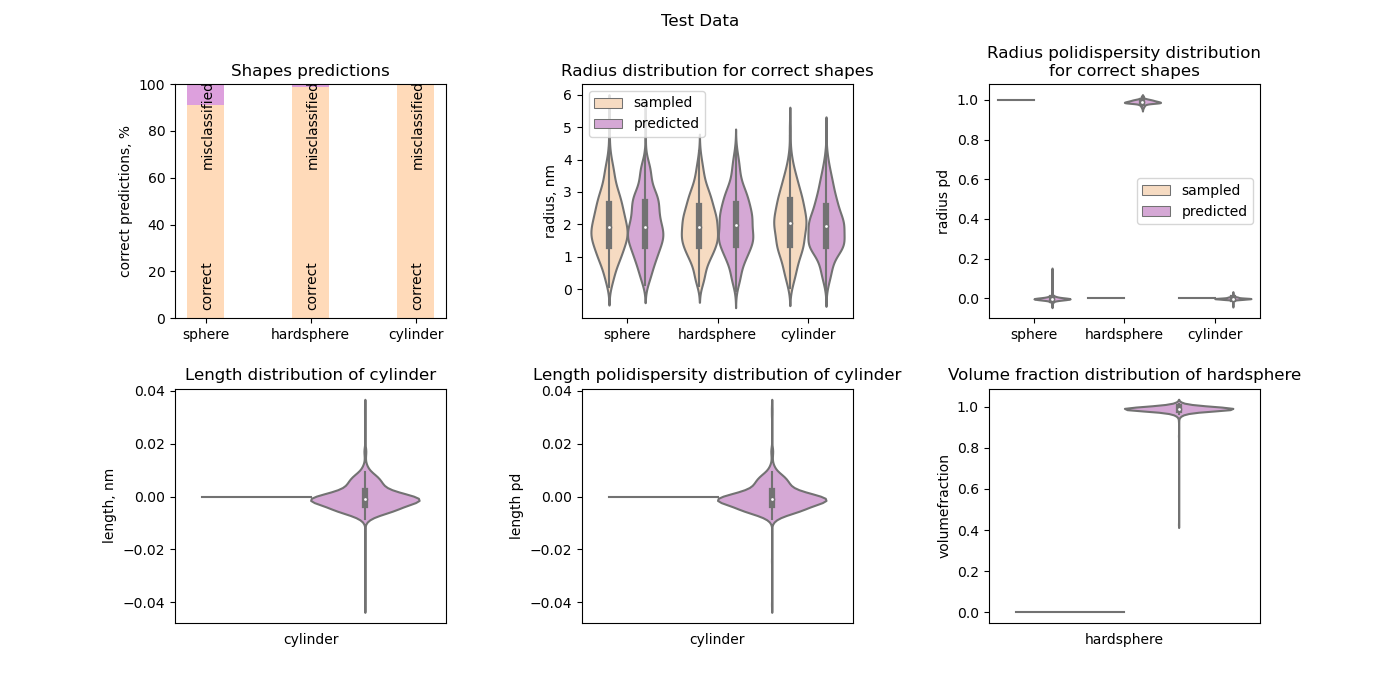 Test Data
Shapes predictions
correct predictions, %
100
80
60
40
20
0
misclassified
misclassified
misclassified
correct
correct
correct
sphere
hardsphere
cylinder
Radius distribution for correct shapes
radius, nm
6
5
4
3
2
1
0
sampled
predicted
sphere
hardsphere
cylinder
Radius polidispersity distribution
for correct shapes
radius pd
1.0
0.8
0.6
0.4
0.2
0.0
sampled
predicted
sphere
hardsphere
cylinder
Length distribution of cylinder
length, nm
0.04
0.02
0.00
−0.02
−0.04
cylinder
Length polidispersity distribution of cylinder
length pd
0.04
0.02
0.00
−0.02
−0.04
cylinder
Volume fraction distribution of hardsphere
volumefraction
1.0
0.8
0.6
0.4
0.2
0.0
hardsphere